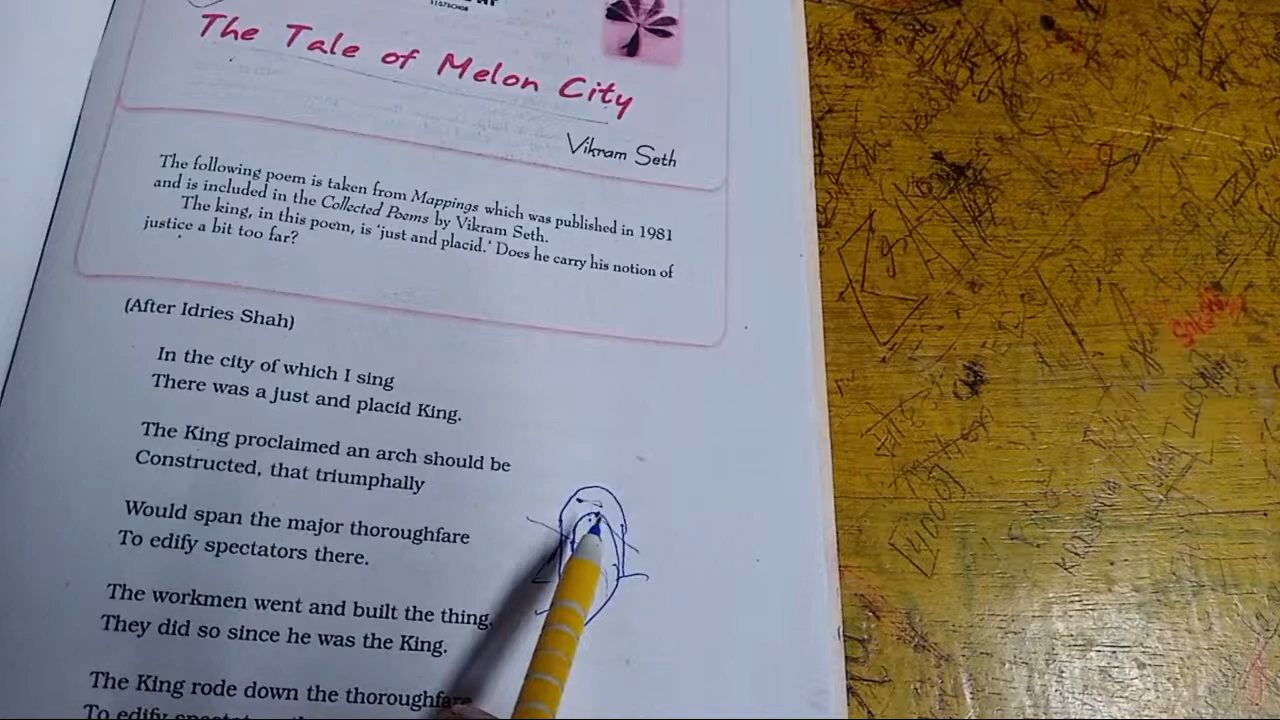 The Tale of Melon City
Vikram Seth
The following poem is taken from Mappings which was published in 1981
and is included in the Collected Poems by Vikram Seth.
The king, in this poem, is 'just and placid.' Does he carry his notion of
justice a bit too far?
(After Idries Shah)
In the city of which I sing
There was a just and placid King.
The King proclaimed an arch should be
Constructed, that triumphally
Would span the major thoroughfare
To edify spectators there.
The workmen went and built the thing.
They did so since he was the King.
The King rode down the thoroughfare
To edify